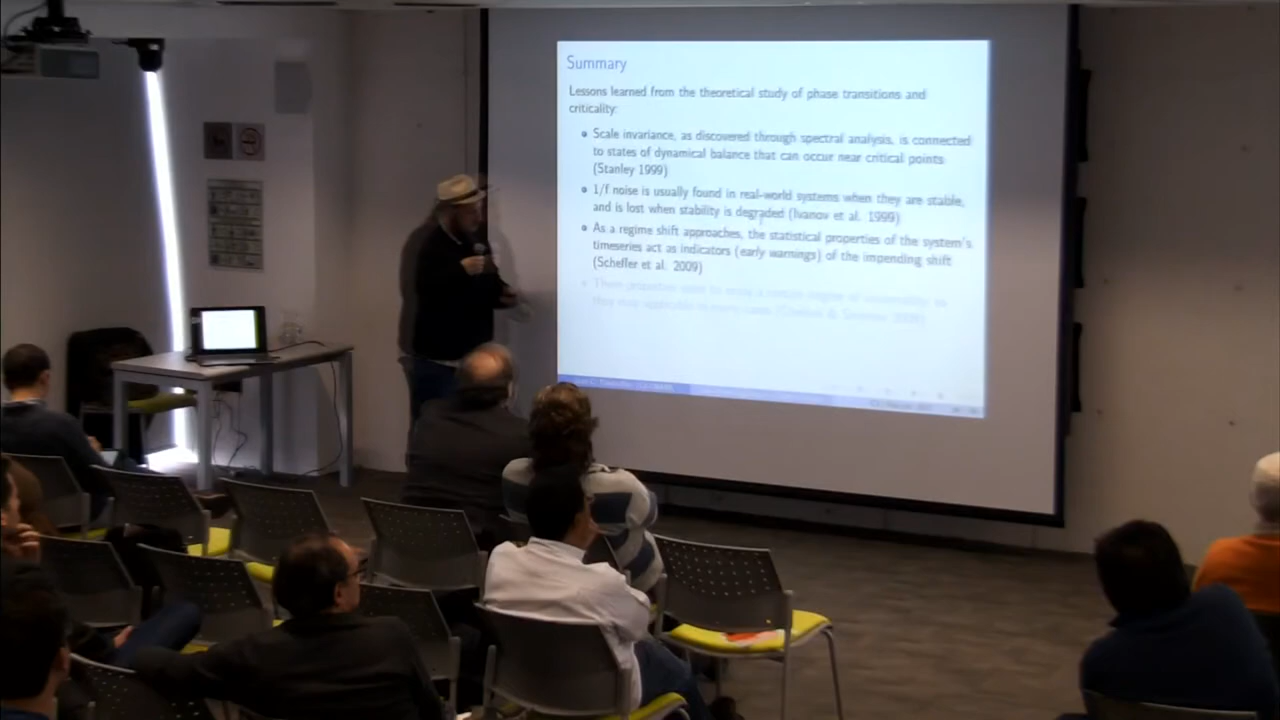 Summary
Lessons learned from the theoretical study of phase transitions and
criticality:
Scale invariance, as discovered through spectral analysis, is connected
to states of dynamical balance that can occur near critical points
(Stanley 1999)
1/f noise is usually found in real-world systems when they are stable,
and is lost when stability is degraded (Ivanov et al. 1999)
As a regime shift approaches, the statistical properties of the system's
timeseries act as indicators (early warnings) of the impending shift
(Scheffer et al. 2009)